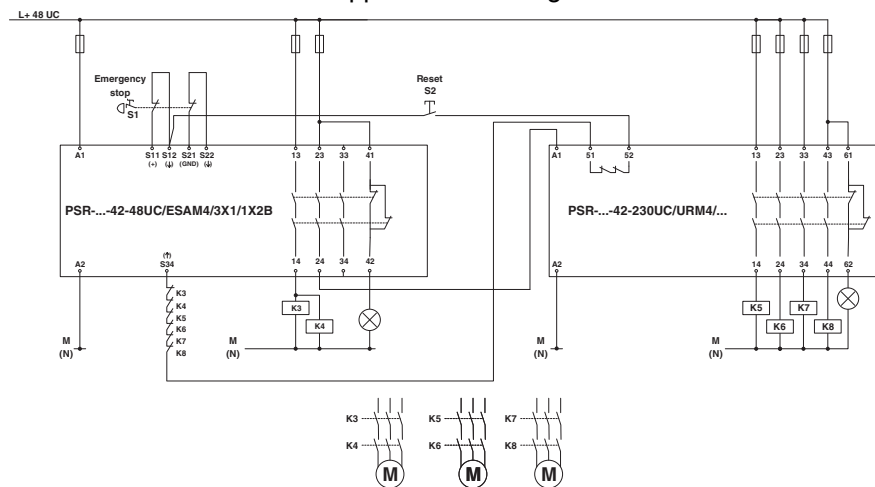 L+ 48 UC
Emergency
stop
S1
Reset
S2
A1
S11
(+)
S12
(↓)
S21
(GND)
S22
(↓)
13
23
33
41
A1
51
52
13
23
33
43
61
PSR-...-42-48UC/ESAM4/3X1/1X2B
PSR-...-42-230UC/URM4/...
A2
(↑)
S34
14
24
34
42
A2
14
24
34
44
62
K3
K4
K5
K6
K7
K8
K3
K4
K5
K6
K7
K8
M
(N)
M
(N)
M
(N)
M
(N)
K3
K4
K5
K6
K7
K8
M
M
M